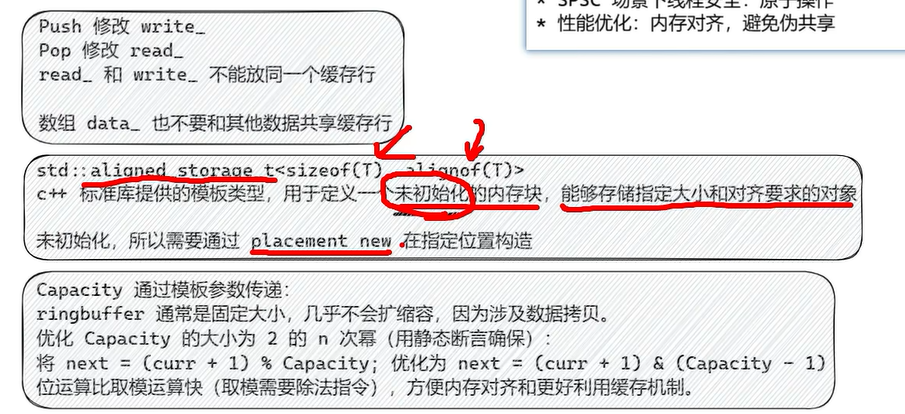 * SPSC 场景下线程安全：原子操作
* 性能优化：内存对齐，避免伪共享
Push 修改 write_
Pop 修改 read_
read_ 和 write_ 不能放同一个缓存行
数组 data_ 也不要和其他数据共享缓存行
std::aligned_storage_t<sizeof(T), alignof(T)>
c++ 标准库提供的模板类型，用于定义一个未初始化的内存块，能够存储指定大小和对齐要求的对象
未初始化，所以需要通过 placement new 在指定位置构造
Capacity 通过模板参数传递：
ringbuffer 通常是固定大小，几乎不会扩缩容，因为涉及数据拷贝。
优化 Capacity 的大小为 2 的 n 次幂（用静态断言确保）：
将 next = (curr + 1) % Capacity; 优化为 next = (curr + 1) & (Capacity - 1)
位运算比取模运算快（取模需要除法指令），方便内存对齐和更好利用缓存机制。